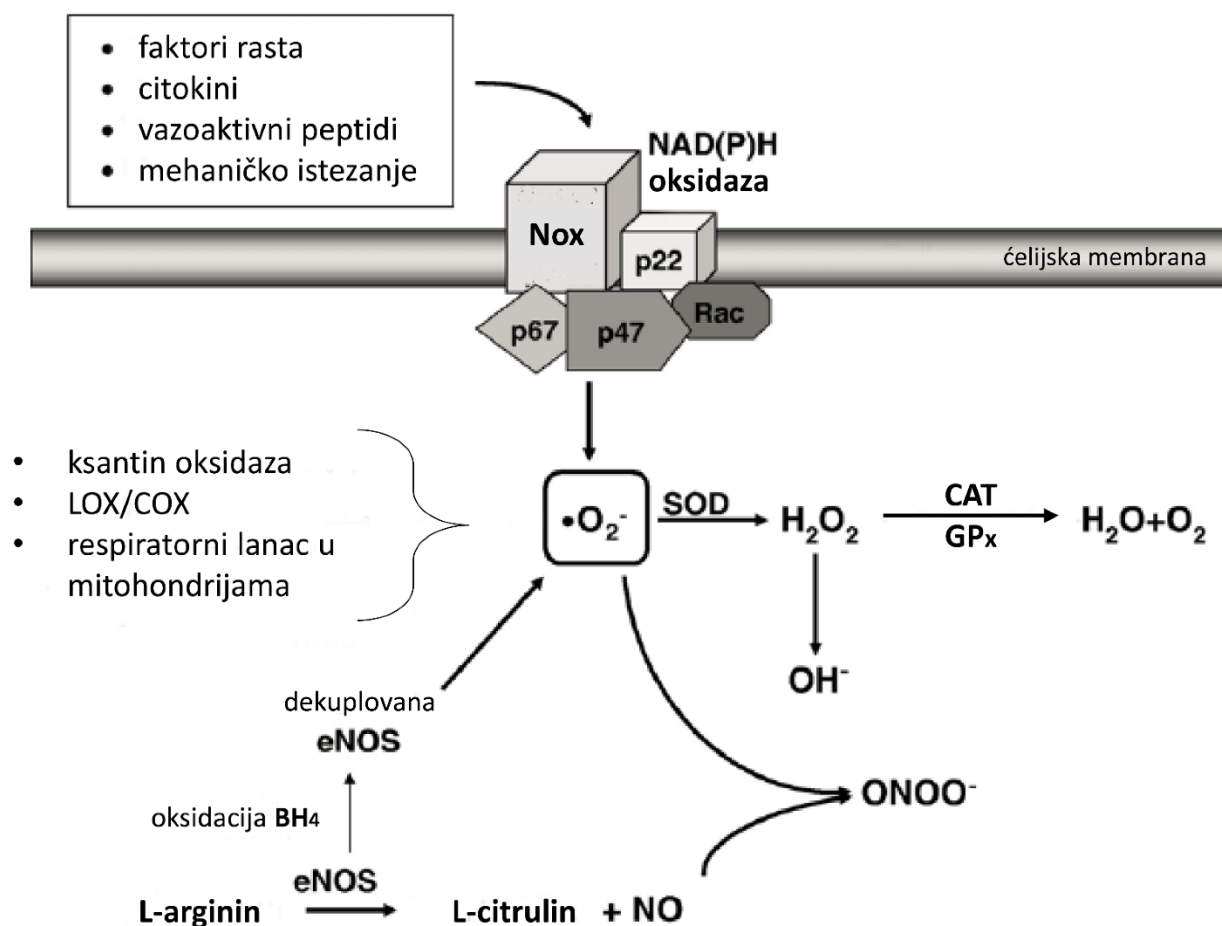 • faktori rasta
• citokini
• vazoaktivni peptidi
• mehaničko istezanje
NAD(P)H
oksidaza
Nox
p22
ćelijska membrana
p67
p47
Rac
• ksantin oksidaza
• LOX/COX
• respiratorni lanac u
mitohondrijama
•O₂⁻
SOD
H₂O₂
CAT
GPx
H₂O+O₂
OH⁻
dekuplovana
eNOS
oksidacija BH₄
ONOO⁻
eNOS
L-arginin
L-citrulin + NO